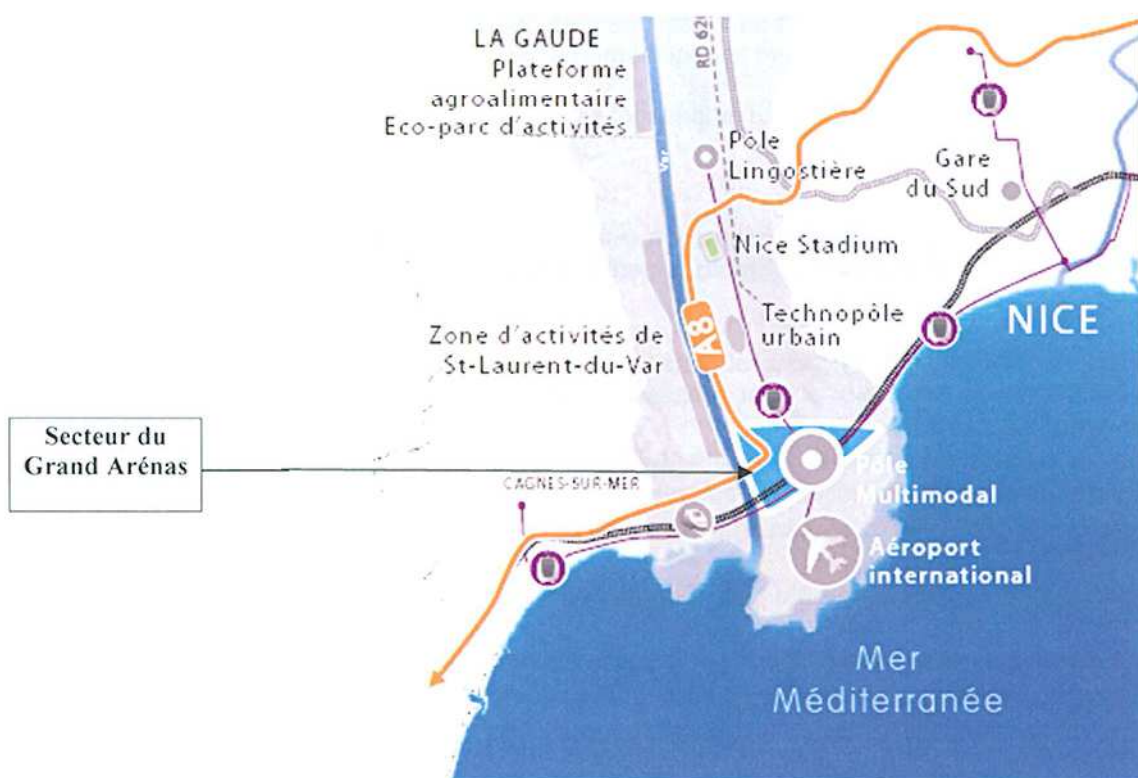 LA GAUDE
Plateforme
agroalimentaire
Eco-parc d'activités
Var
RD 620
Pôle
Lingostière
Gare
du Sud
Nice Stadium
A8
Technopôle
urbain
Zone d'activités de
St-Laurent-du-Var
NICE
Secteur du
Grand Arénas
CAGNES-SUR-MER
Pôle
Multimodal
Aéroport
international
Mer
Méditerranée